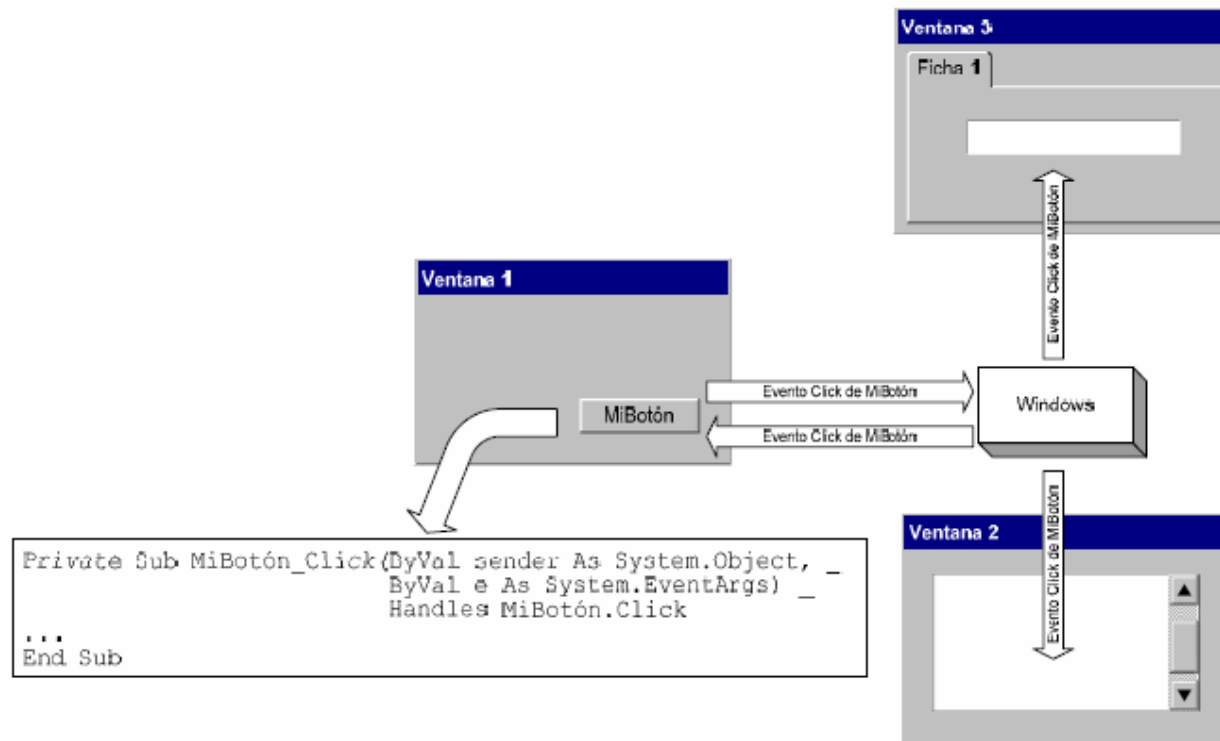 Ventana 3
Ficha 1
Evento Click de MiBotón
Ventana 1
MiBotón
Evento Click de MiBotón
Evento Click de MiBotón
Windows
Evento Click de MiBotón
Ventana 2
Private Sub MiBotón_Click(ByVal sender As System.Object, _
ByVal e As System.EventArgs) _
Handles MiBotón.Click
...
End Sub